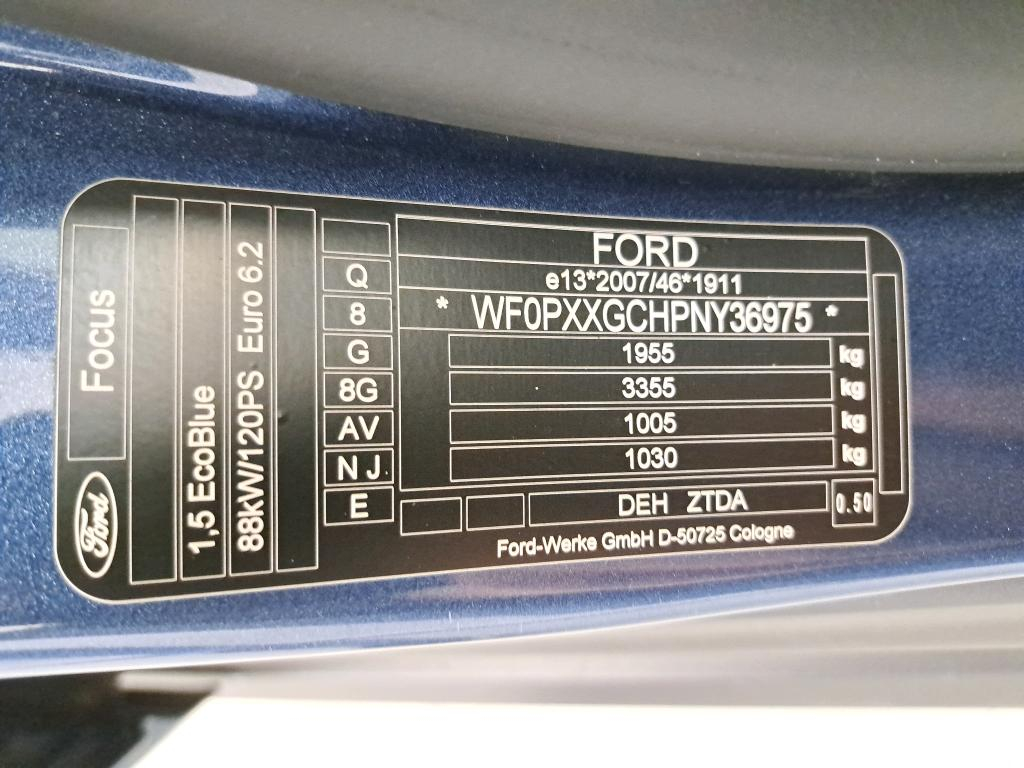 FORD
e13*2007/46*1911
* WF0PXXGCHPNY36975 *
1955 kg
3355 kg
1005 kg
1030 kg
DEH ZTDA
0.50
Ford-Werke GmbH D-50725 Cologne
Q
8
G
8G
AV
N J
E
Focus
1,5 EcoBlue
88kW/120PS Euro 6.2
Ford